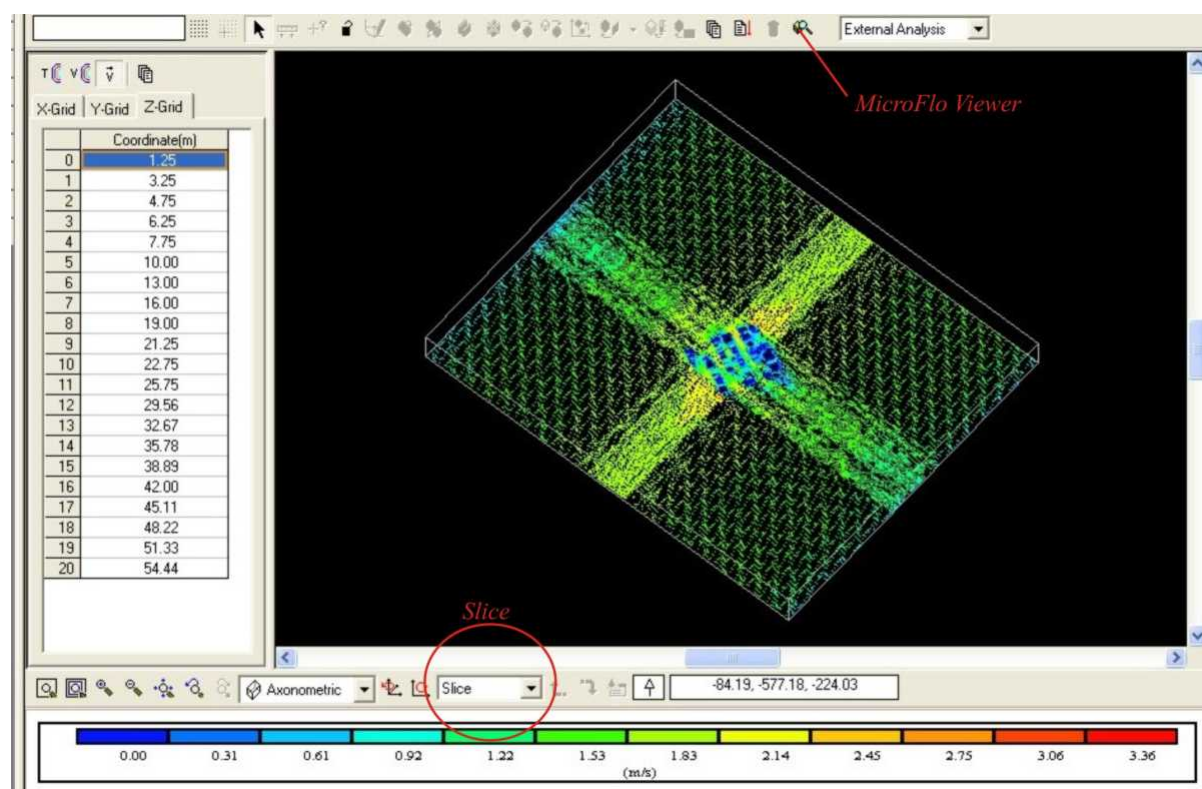 External Analysis
MicroFlo Viewer
X-Grid Y-Grid Z-Grid
Coordinate(m)
0 1.25
1 3.25
2 4.75
3 6.25
4 7.75
5 10.00
6 13.00
7 16.00
8 19.00
9 21.25
10 22.75
11 25.75
12 29.56
13 32.67
14 35.78
15 38.89
16 42.00
17 45.11
18 48.22
19 51.33
20 54.44
Slice
Axonometric Slice -84.19, -577.18, -224.03
0.00 0.31 0.61 0.92 1.22 1.53 1.83 2.14 2.45 2.75 3.06 3.36
(m/s)